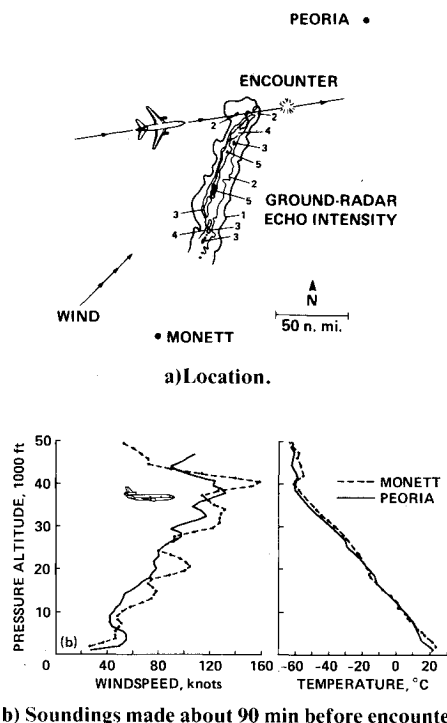 PEORIA
ENCOUNTER
2
2
4
3
5
2
GROUND-RADAR
ECHO INTENSITY
5
3
1
4
3
3
WIND
N
50 n. mi.
MONETT
a)Location.
PRESSURE ALTITUDE, 1000 ft
50
40
30
20
10
(b)
0 40 80 120 160
WINDSPEED, knots
MONETT
PEORIA
-60 -40 -20 0 20
TEMPERATURE, °C
b) Soundings made about 90 min before encounte